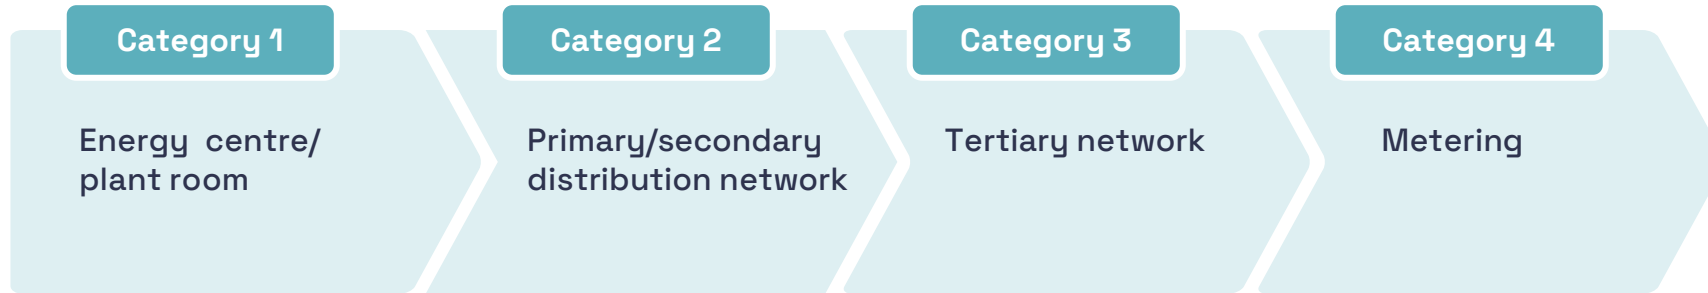 Category 1
Energy centre/
plant room
Category 2
Primary/secondary
distribution network
Category 3
Tertiary network
Category 4
Metering